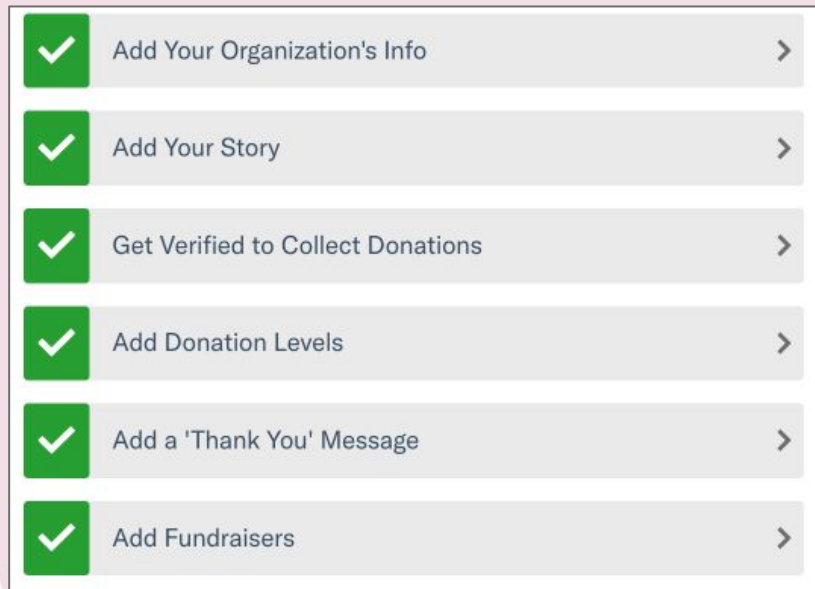 Add Your Organization's Info
Add Your Story
Get Verified to Collect Donations
Add Donation Levels
Add a 'Thank You' Message
Add Fundraisers